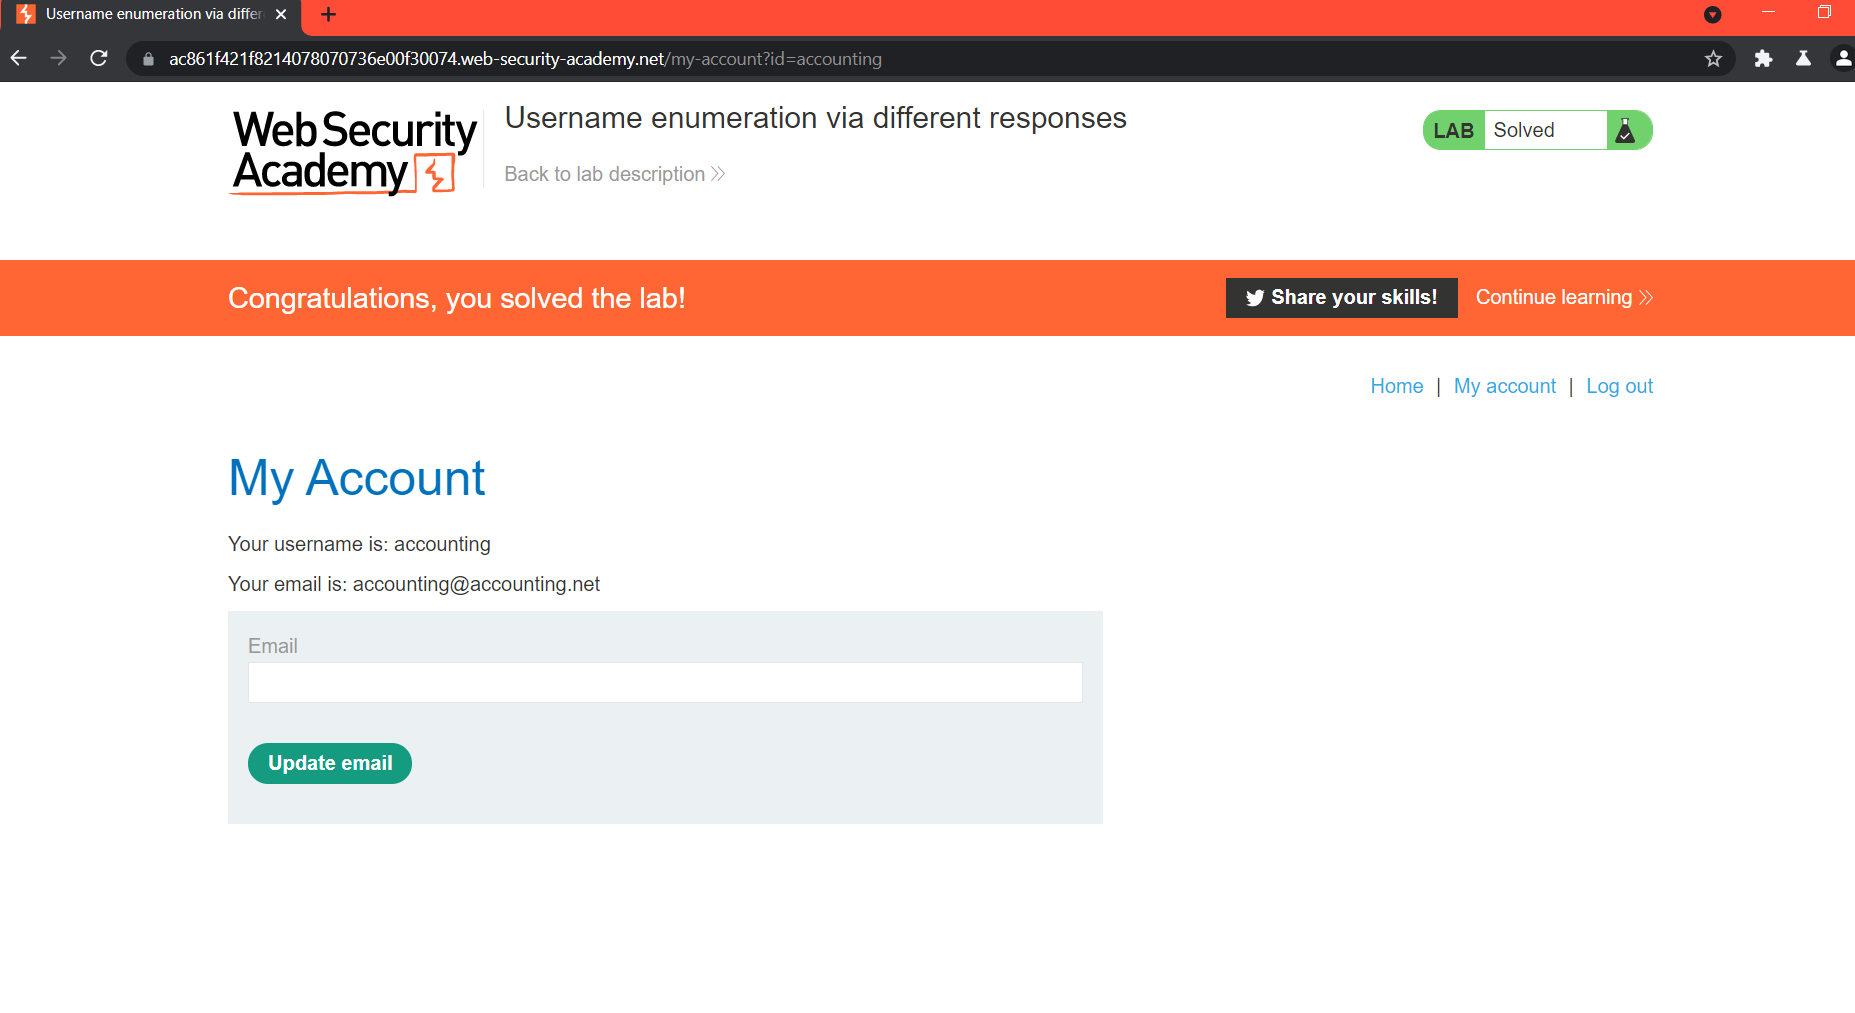 Username enumeration via differ
ac861f421f8214078070736e00f30074.web-security-academy.net/my-account?id=accounting
Web Security
Academy
Username enumeration via different responses
Back to lab description
LAB Solved
Congratulations, you solved the lab!
Share your skills!
Continue learning
Home | My account | Log out
My Account
Your username is: accounting
Your email is: accounting@accounting.net
Email
Update email